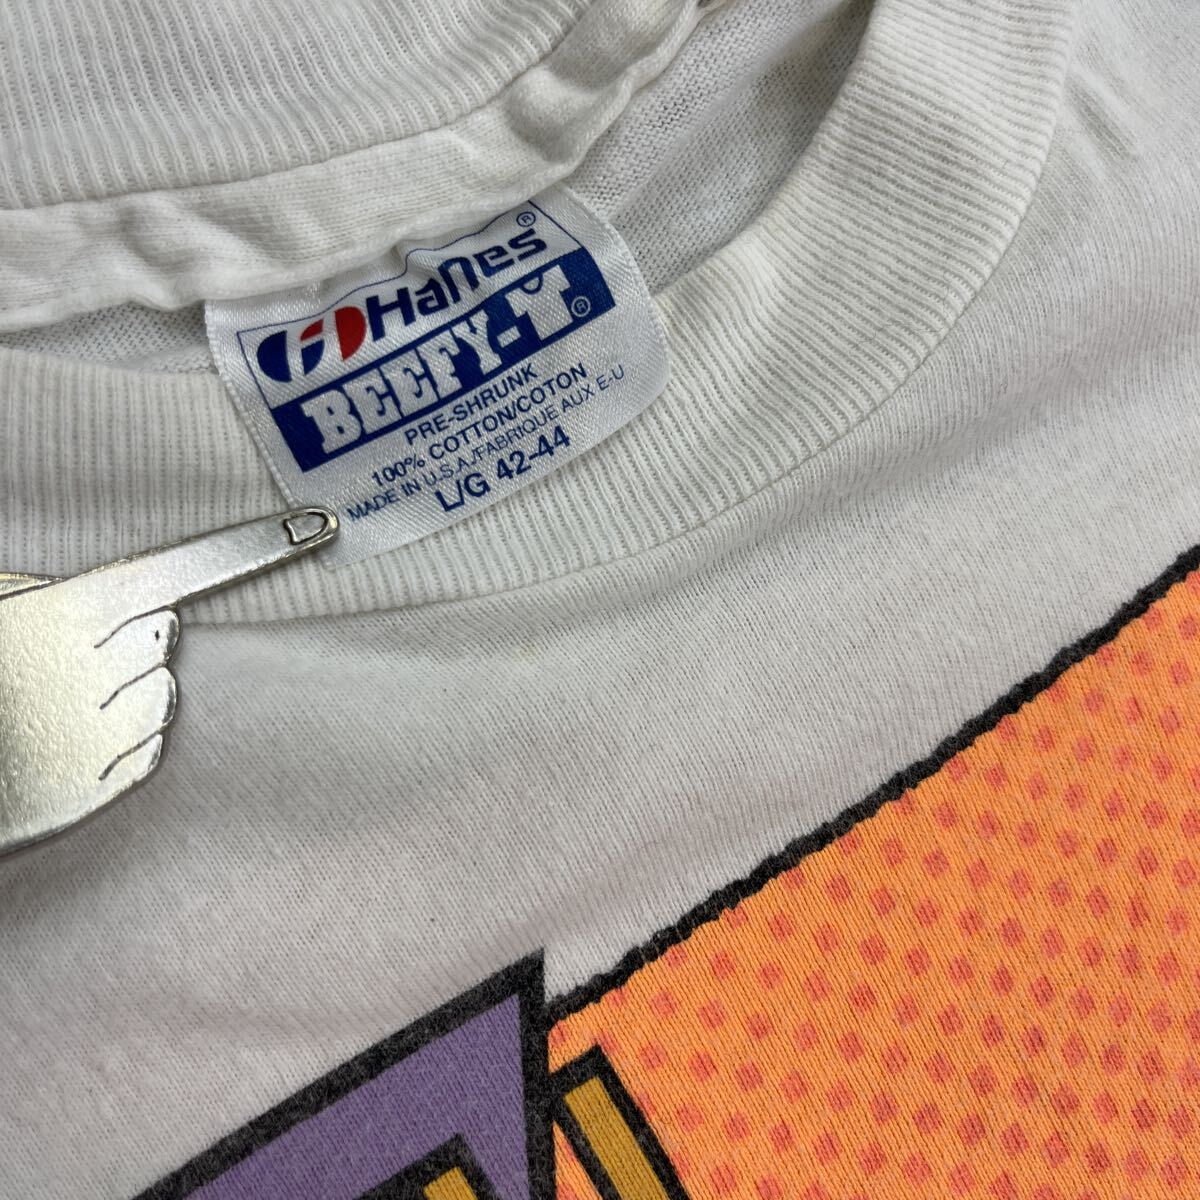 Hanes®
BEEFY-T®
PRE-SHRUNK
100% COTTON/COTON
MADE IN U.S.A./FABRIQUE AUX E-U
L/G 42-44